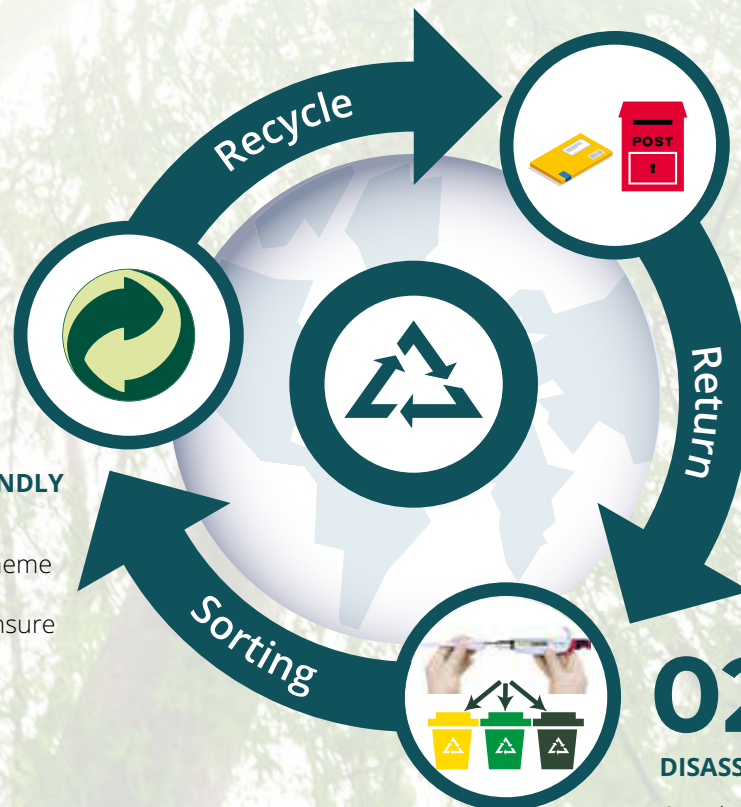 Recycle
POST
Return
NDLY
eme
nsure
Sorting
02
DISASS